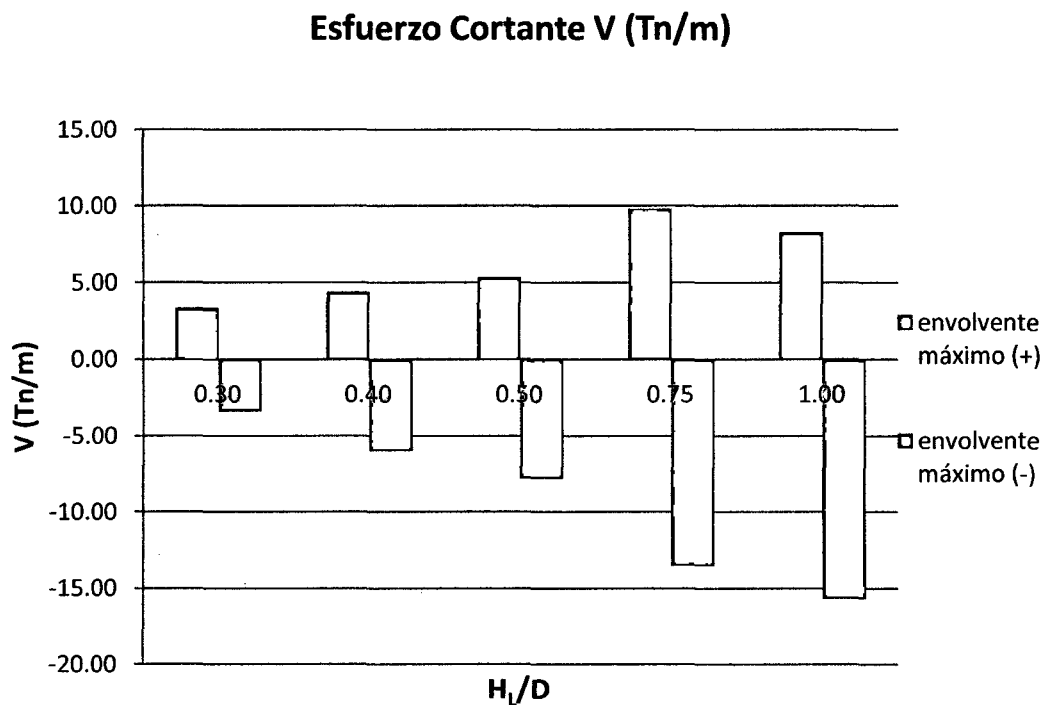 Esfuerzo Cortante V (Tn/m)
15.00
10.00
5.00
0.00
-5.00
-10.00
-15.00
-20.00
V (Tn/m)
0.30 0.40 0.50 0.75 1.00
H_L/D
envolvente
máximo (+)
envolvente
máximo (-)